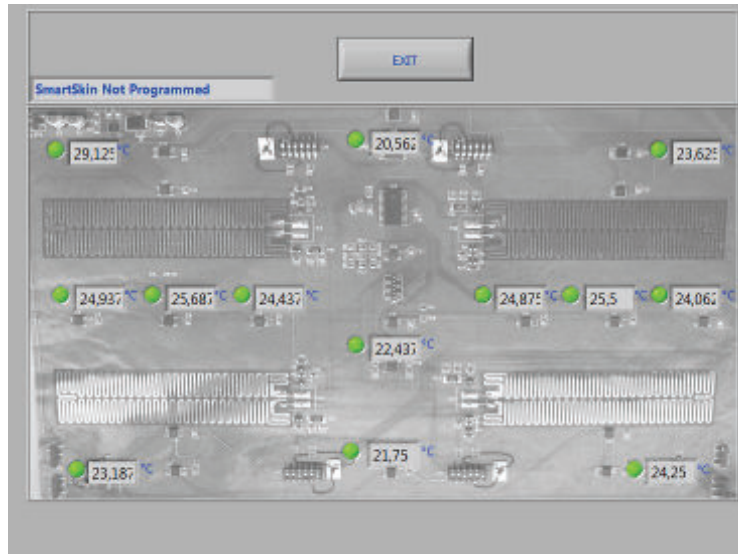 EXIT
SmartSkin Not Programmed
29,125 °C
20,562 °C
23,625 °C
24,937 °C 25,687 °C 24,437 °C 24,875 °C 25,5 °C 24,062 °C
22,437 °C
21,75 °C
23,187 °C
24,25 °C